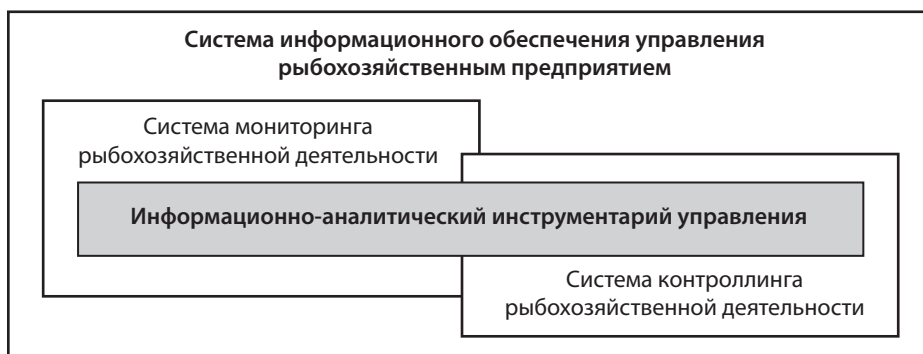 Система информационного обеспечения управления
рыбохозяйственным предприятием
Система мониторинга
рыбохозяйственной деятельности
Информационно-аналитический инструментарий управления
Система контроллинга
рыбохозяйственной деятельности